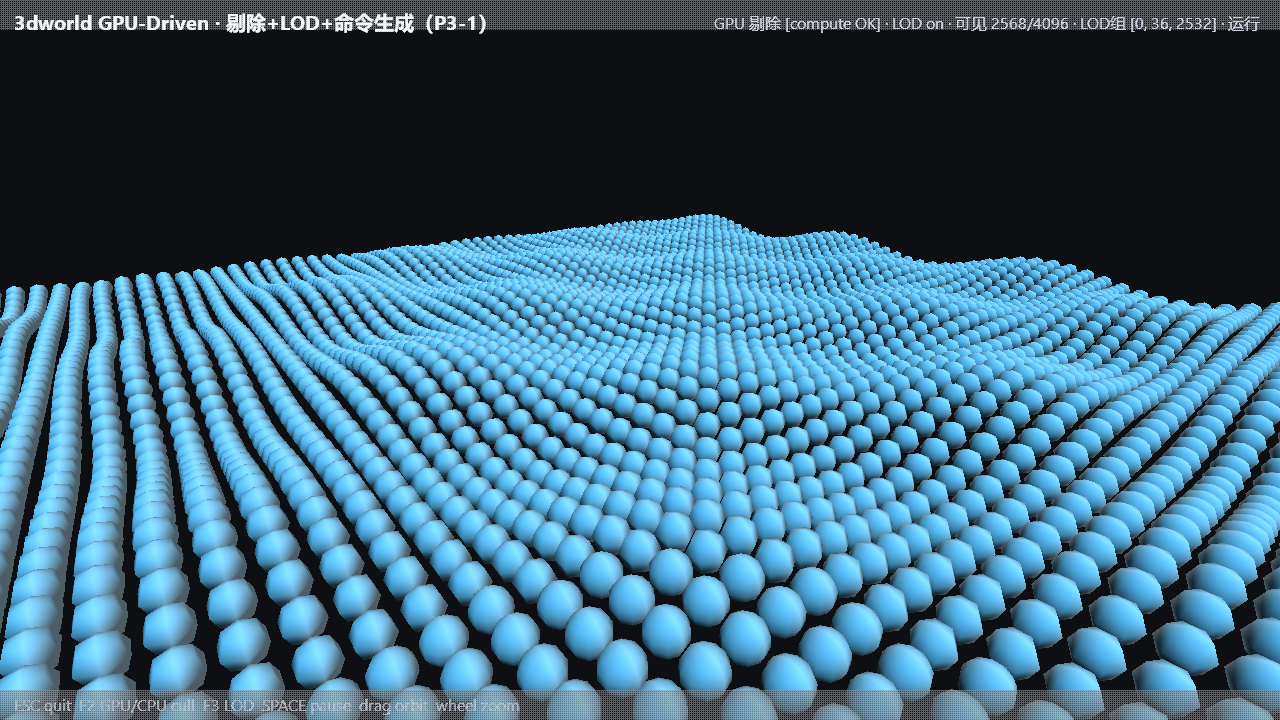 3dworld GPU-Driven · 剔除+LOD+命令生成（P3-1）
GPU 剔除 [compute OK] · LOD on · 可见 2568/4096 · LOD组 [0, 36, 2532] · 运行
ESC quit  F2 GPU/CPU cull  F3 LOD  SPACE pause  drag orbit  wheel zoom